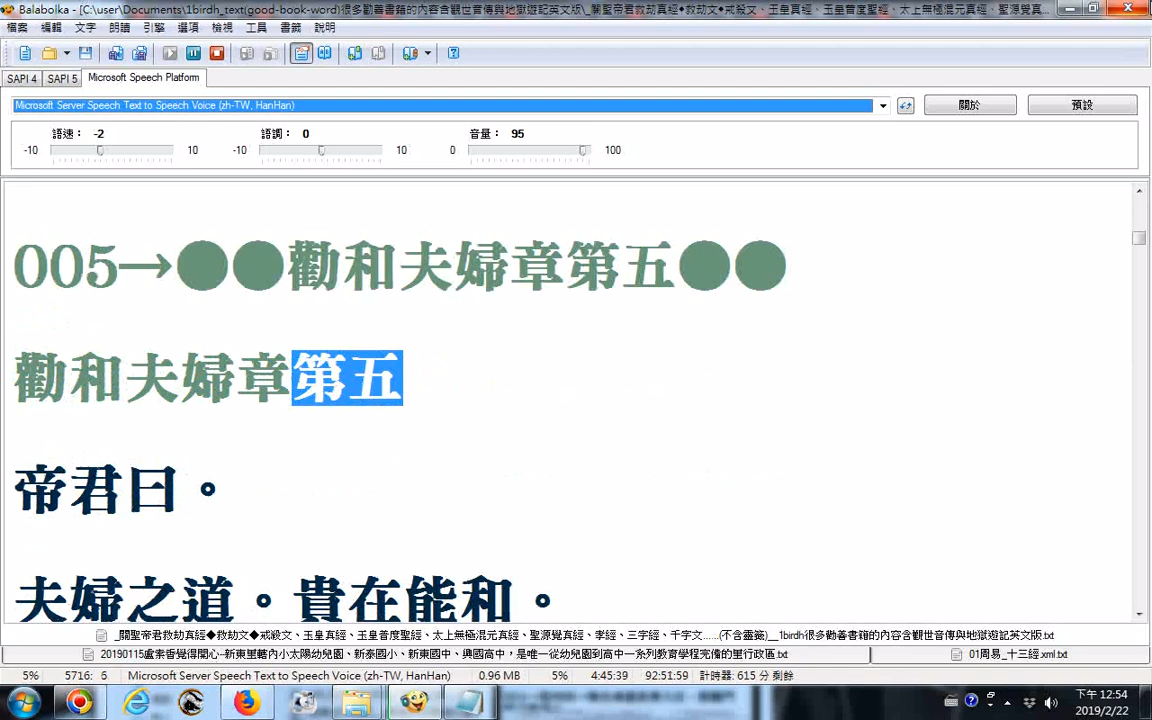 Balabolka - [C:\user\Documents\1birdh_text(good-book-word)很多勸善書籍的內容含觀世音傳與地獄遊記英文版\_關聖帝君救劫真經◆救劫文◆戒殺文、玉皇真經、玉皇普度聖經、太上無極混元真經、聖源覺真...
檔案 編輯 文字 朗讀 引擎 選項 檢視 工具 書籤 說明
SAPI 4 SAPI 5 Microsoft Speech Platform
Microsoft Server Speech Text to Speech Voice (zh-TW, HanHan) 關於 預設
語速： -2 語調： 0 音量： 95
-10 10 -10 10 0 100
005→●●勸和夫婦章第五●●
勸和夫婦章第五
帝君曰。
夫婦之道。貴在能和。
_關聖帝君救劫真經◆救劫文◆戒殺文、玉皇真經、玉皇普度聖經、太上無極混元真經、聖源覺真經、孝經、三字經、千字文.....(不含靈籤)__1birdh很多勸善書籍的內容含觀世音傳與地獄遊記英文版.txt
20190115盧素香覺得開心--新東里轄內小太陽幼兒園、新泰國小、新東國中、興國高中，是唯一從幼兒園到高中一系列教育學程完備的里行政區.txt 01周易_十三經.xml.txt
5% 5716: 6 Microsoft Server Speech Text to Speech Voice (zh-TW, HanHan) 0.96 MB 5% 4:45:39 92:51:59 計時器: 615 分 剩餘
下午 12:54
2019/2/22